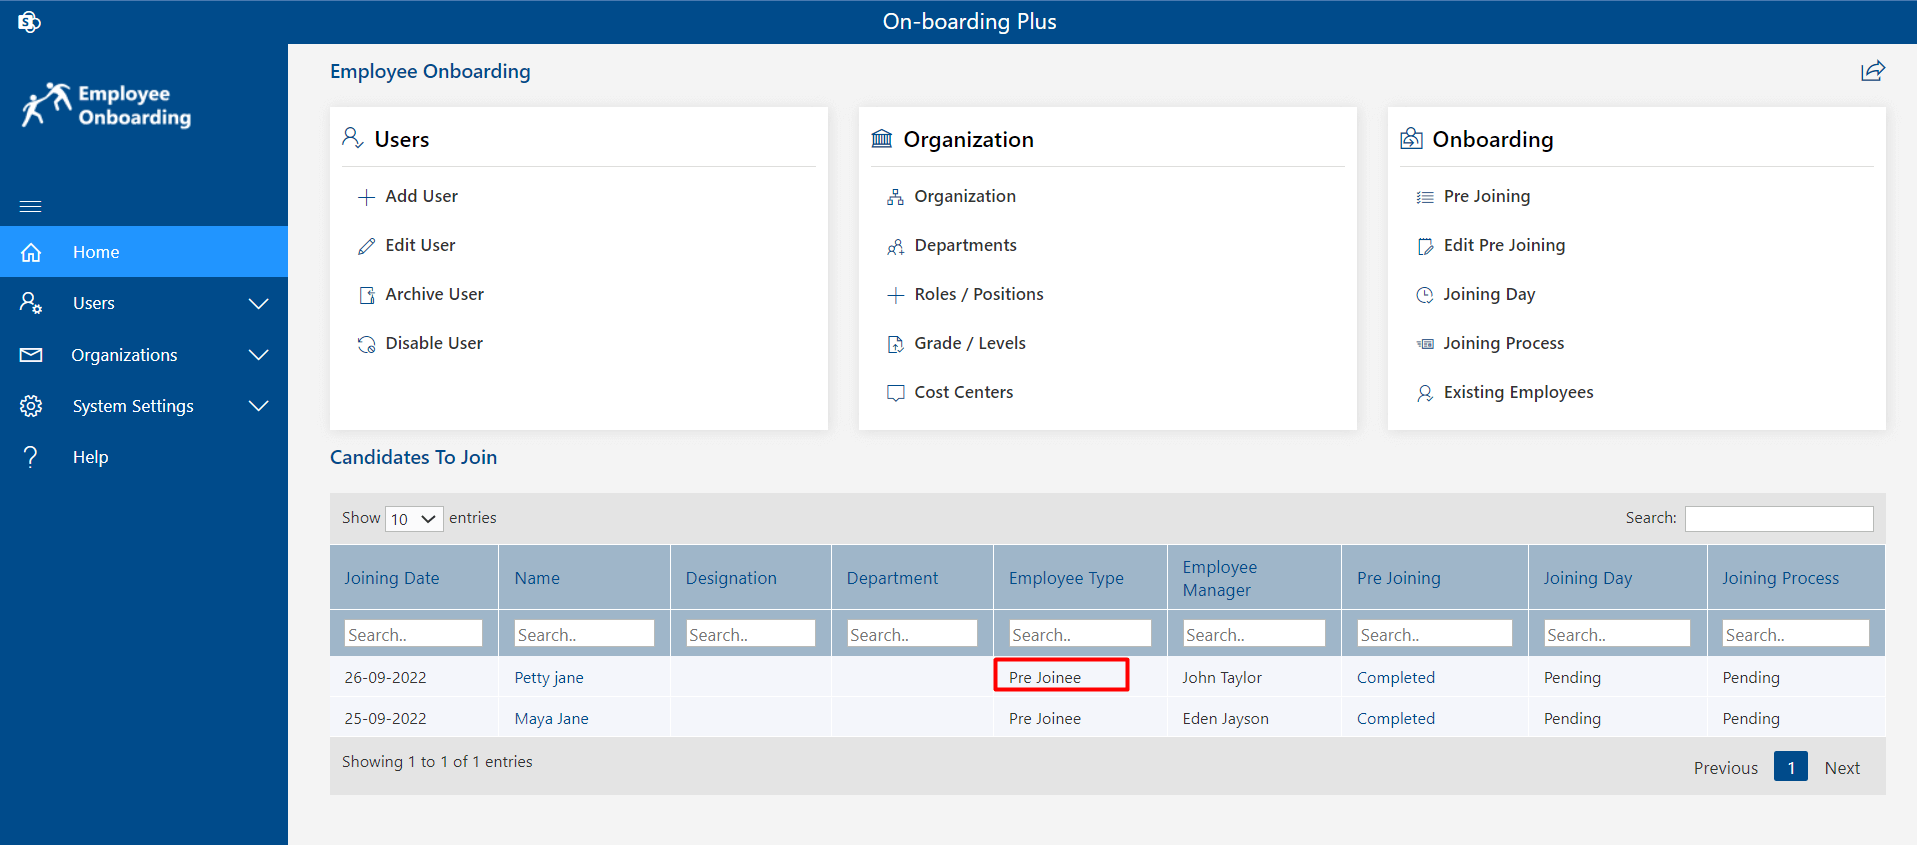 On-boarding Plus
Employee
Onboarding
Home
Users
Organizations
System Settings
Help
Employee Onboarding
Users
Add User
Edit User
Archive User
Disable User
Organization
Organization
Departments
Roles / Positions
Grade / Levels
Cost Centers
Onboarding
Pre Joining
Edit Pre Joining
Joining Day
Joining Process
Existing Employees
Candidates To Join
Show 10 entries Search:
Joining Date Name Designation Department Employee Type Employee Manager Pre Joining Joining Day Joining Process
Search.. Search.. Search.. Search.. Search.. Search.. Search.. Search.. Search..
26-09-2022 Petty jane Pre Joinee John Taylor Completed Pending Pending
25-09-2022 Maya Jane Pre Joinee Eden Jayson Completed Pending Pending
Showing 1 to 1 of 1 entries Previous 1 Next